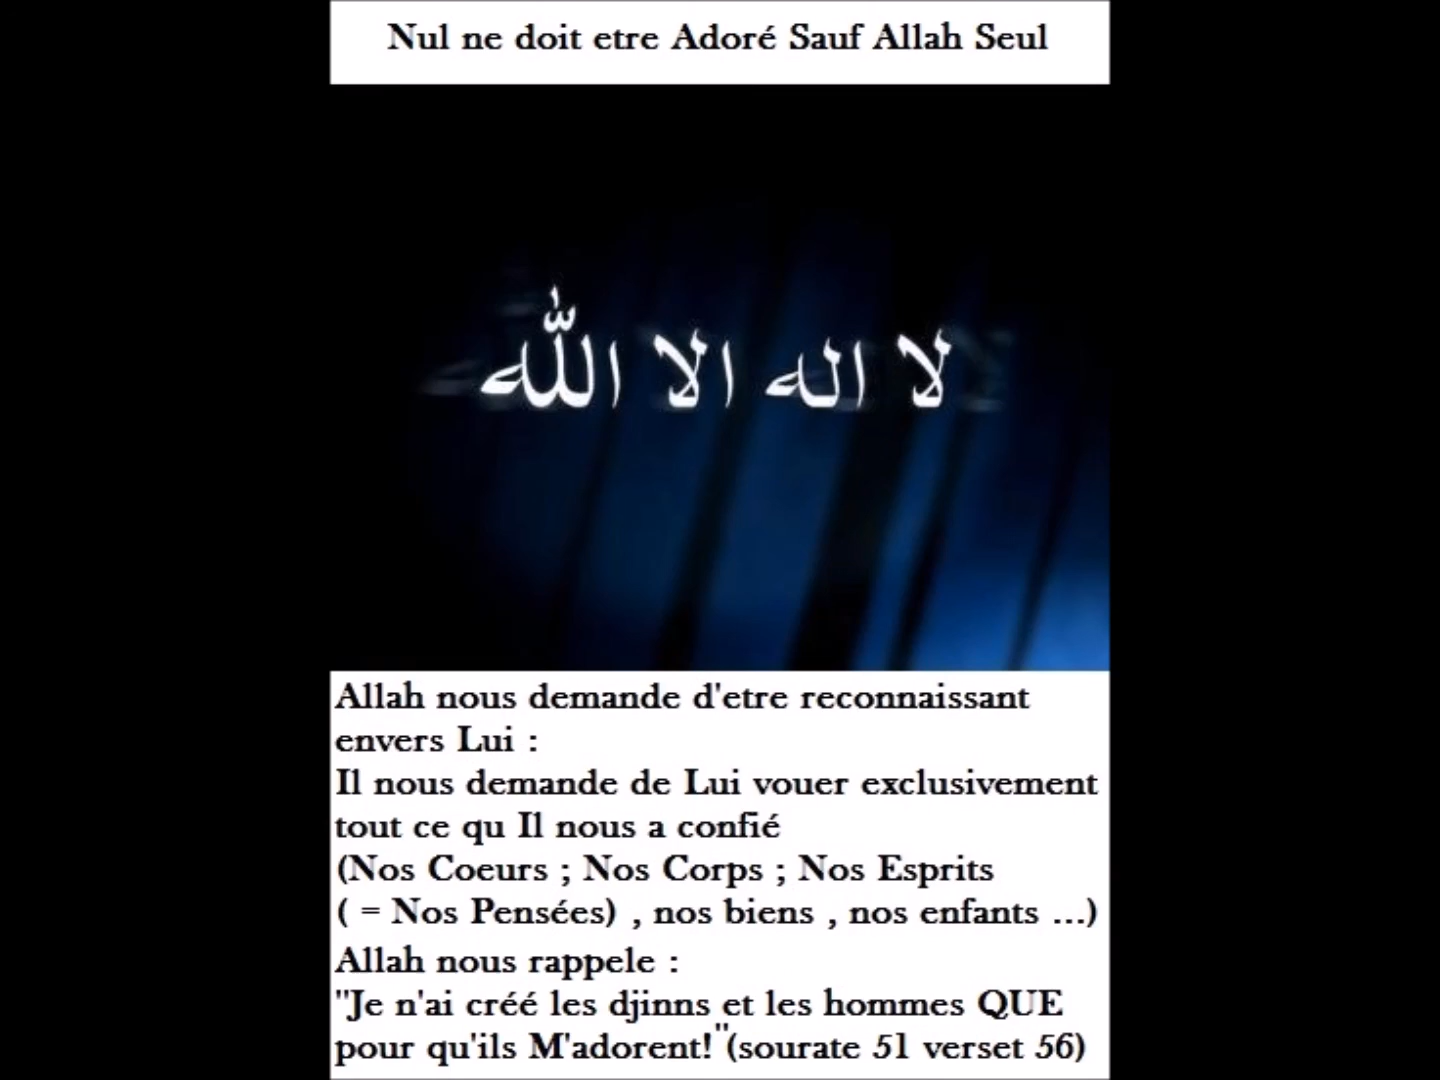 Nul ne doit etre Adoré Sauf Allah Seul
لا اله الا الله
Allah nous demande d'etre reconnaissant
envers Lui :
Il nous demande de Lui vouer exclusivement
tout ce qu Il nous a confié
(Nos Coeurs ; Nos Corps ; Nos Esprits
( = Nos Pensées) , nos biens , nos enfants ...)
Allah nous rappele :
"Je n'ai créé les djinns et les hommes QUE
pour qu'ils M'adorent!"(sourate 51 verset 56)